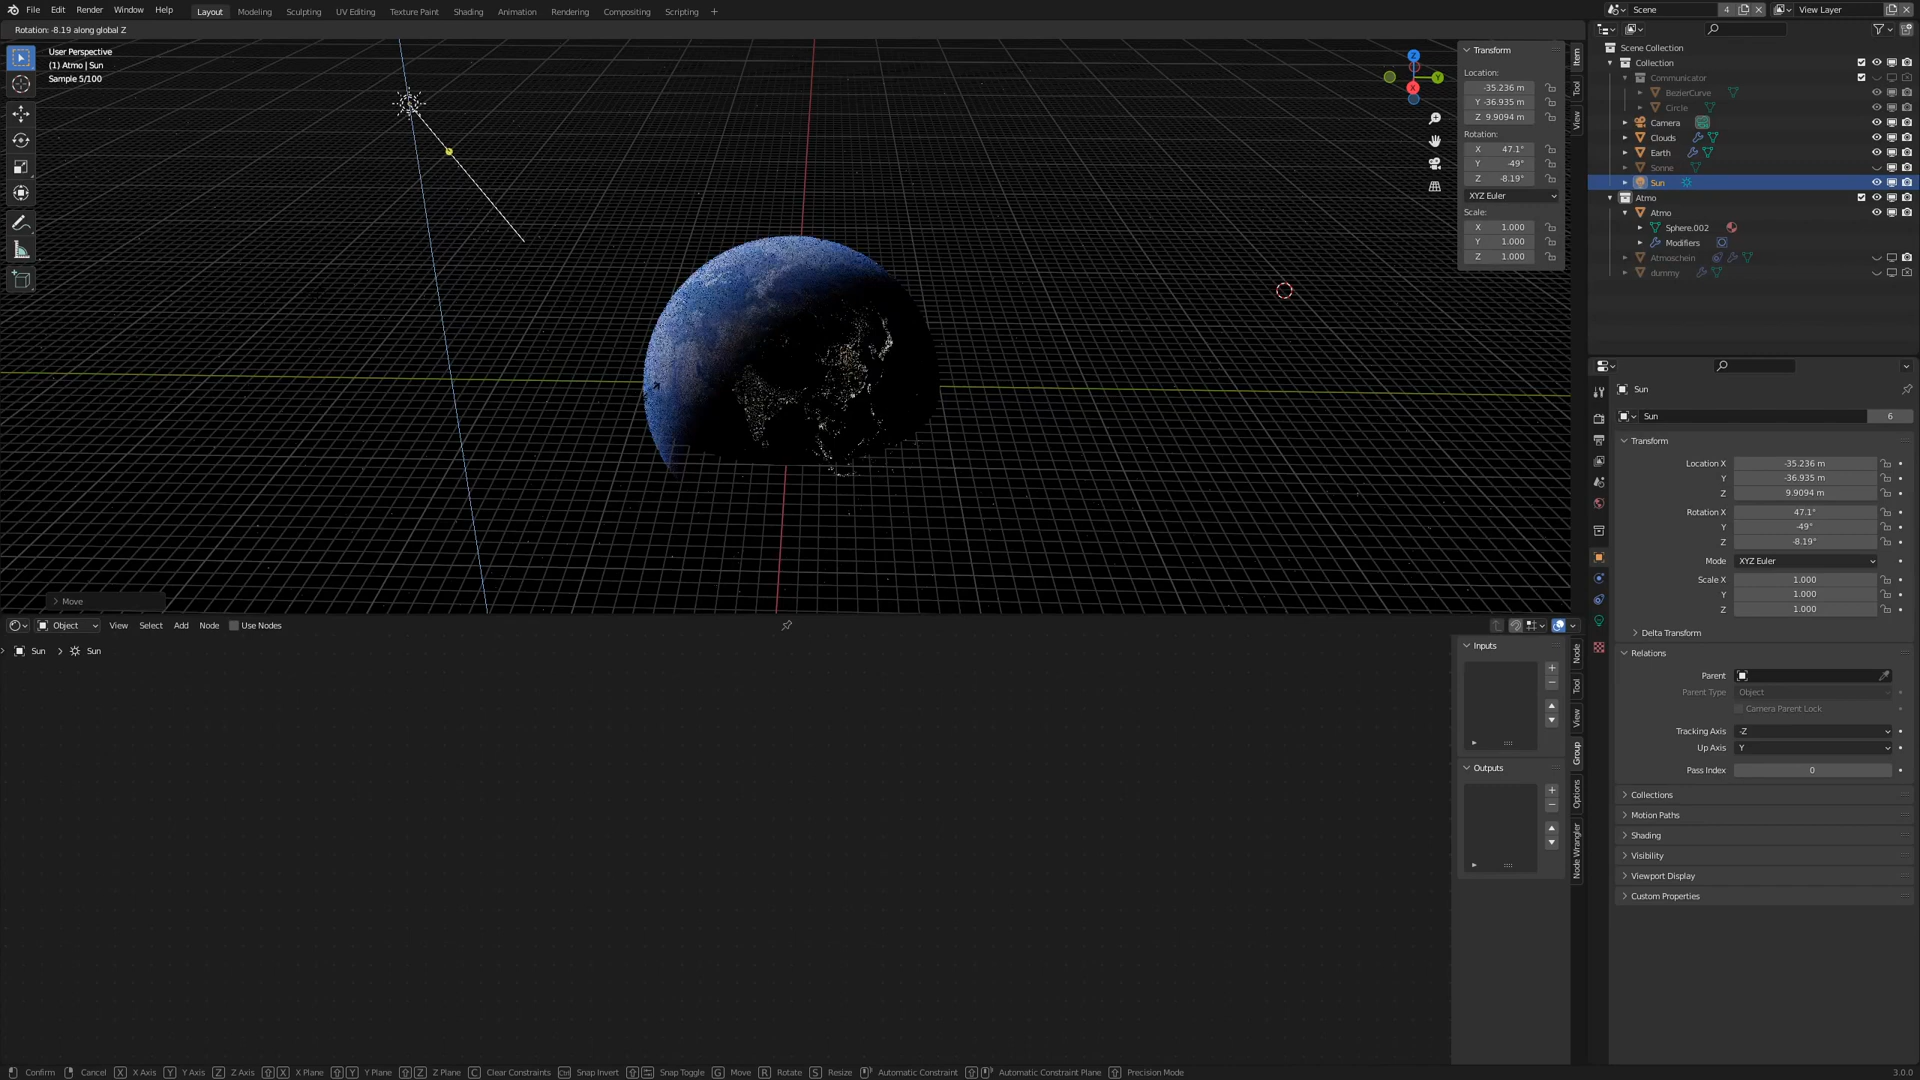 File Edit Render Window Help Layout Modeling Sculpting UV Editing Texture Paint Shading Animation Rendering Compositing Scripting + Scene 4 View Layer
Rotation: -8.19 along global Z
User Perspective
(1) Atmo | Sun
Sample 5/100
Transform
Location:
-35.236 m
Y -36.935 m
Z 9.9094 m
Rotation:
X 47.1°
Y -49°
Z -8.19°
XYZ Euler
Scale:
X 1.000
Y 1.000
Z 1.000
Item
Tool
View
Z
Y
X
Scene Collection
Collection
Communicator
BezierCurve
Circle
Camera
Clouds
Earth
Sonne
Sun
Atmo
Atmo
Sphere.002
Modifiers
Atmoschein
dummy
Move
Object View Select Add Node Use Nodes
Sun > Sun
Inputs
Outputs
Node
Tool
View
Group
Options
Node Wrangler
Sun
Sun 6
Transform
Location X -35.236 m
Y -36.935 m
Z 9.9094 m
Rotation X 47.1°
Y -49°
Z -8.19°
Mode XYZ Euler
Scale X 1.000
Y 1.000
Z 1.000
Delta Transform
Relations
Parent
Parent Type Object
Camera Parent Lock
Tracking Axis -Z
Up Axis Y
Pass Index 0
Collections
Motion Paths
Shading
Visibility
Viewport Display
Custom Properties
Confirm Cancel X X Axis Y Y Axis Z Z Axis X X Plane Y Y Plane Z Z Plane C Clear Constraints Ctrl Snap Invert Snap Toggle G Move R Rotate S Resize Automatic Constraint Automatic Constraint Plane Precision Mode 3.0.0